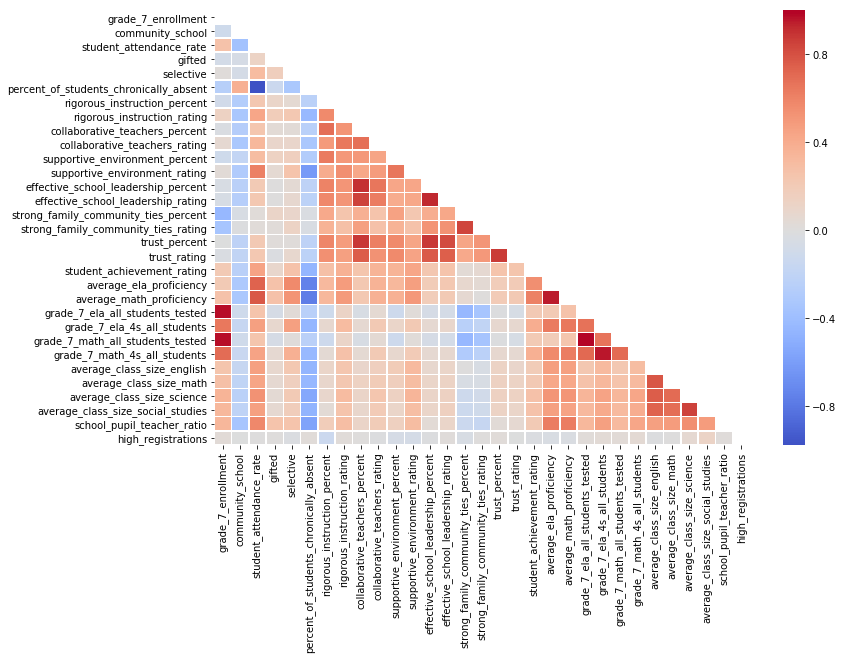 grade_7_enrollment
community_school
student_attendance_rate
gifted
selective
percent_of_students_chronically_absent
rigorous_instruction_percent
rigorous_instruction_rating
collaborative_teachers_percent
collaborative_teachers_rating
supportive_environment_percent
supportive_environment_rating
effective_school_leadership_percent
effective_school_leadership_rating
strong_family_community_ties_percent
strong_family_community_ties_rating
trust_percent
trust_rating
student_achievement_rating
average_ela_proficiency
average_math_proficiency
grade_7_ela_all_students_tested
grade_7_ela_4s_all_students
grade_7_math_all_students_tested
grade_7_math_4s_all_students
average_class_size_english
average_class_size_math
average_class_size_science
average_class_size_social_studies
school_pupil_teacher_ratio
high_registrations
grade_7_enrollment
community_school
student_attendance_rate
gifted
selective
percent_of_students_chronically_absent
rigorous_instruction_percent
rigorous_instruction_rating
collaborative_teachers_percent
collaborative_teachers_rating
supportive_environment_percent
supportive_environment_rating
effective_school_leadership_percent
effective_school_leadership_rating
strong_family_community_ties_percent
strong_family_community_ties_rating
trust_percent
trust_rating
student_achievement_rating
average_ela_proficiency
average_math_proficiency
grade_7_ela_all_students_tested
grade_7_ela_4s_all_students
grade_7_math_all_students_tested
grade_7_math_4s_all_students
average_class_size_english
average_class_size_math
average_class_size_science
average_class_size_social_studies
school_pupil_teacher_ratio
high_registrations
0.8
0.4
0.0
−0.4
−0.8